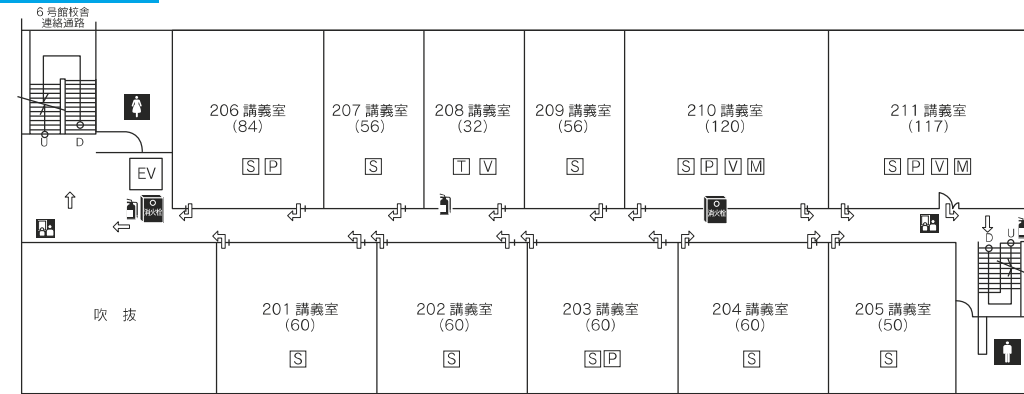 6号館校舎
連絡通路
206 講義室
(84)
S P
207 講義室
(56)
S
208 講義室
(32)
T V
209 講義室
(56)
S
210 講義室
(120)
S P V M
211 講義室
(117)
S P V M
U D
EV
消火栓
消火栓
D U
吹 抜
201 講義室
(60)
S
202 講義室
(60)
S
203 講義室
(60)
S P
204 講義室
(60)
S
205 講義室
(50)
S